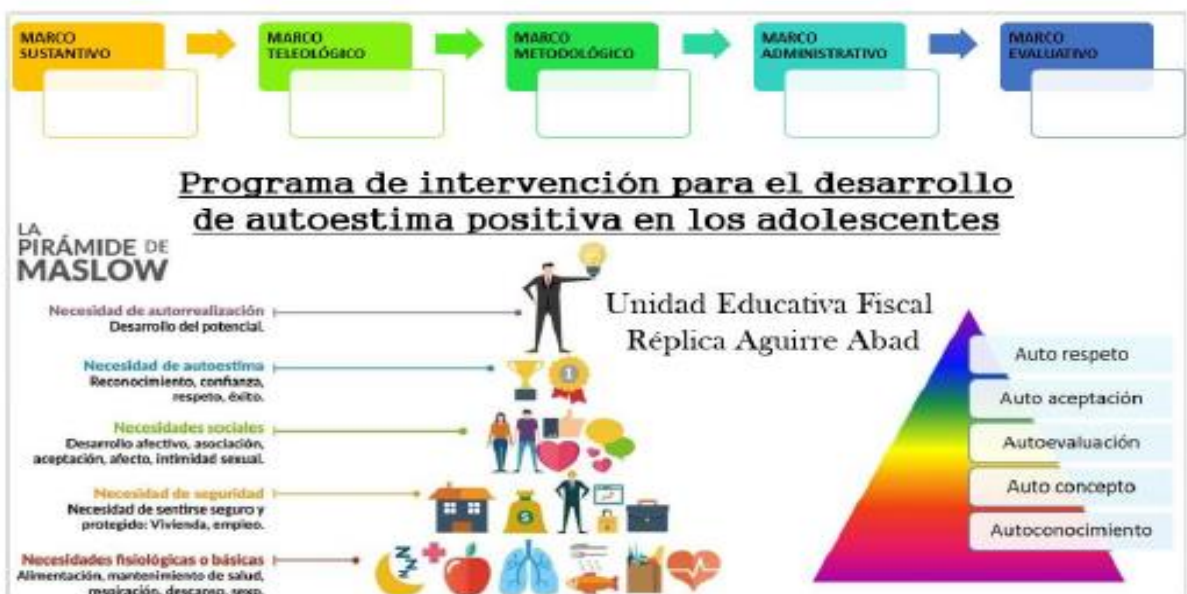 MARCO
SUSTANTIVO
MARCO
TELEOLÓGICO
MARCO
METODOLÓGICO
MARCO
ADMINISTRATIVO
MARCO
EVALUATIVO
Programa de intervención para el desarrollo
de autoestima positiva en los adolescentes
LA
PIRÁMIDE DE
MASLOW
Necesidad de autorrealización
Desarrollo del potencial.
Necesidad de autoestima
Reconocimiento, confianza,
respeto, éxito.
Necesidades sociales
Desarrollo afectivo, asociación,
aceptación, afecto, intimidad sexual.
Necesidad de seguridad
Necesidad de sentirse seguro y
protegido: Vivienda, empleo.
Necesidades fisiológicas o básicas
Alimentación, mantenimiento de salud,
respiración, descanso, sexo.
1
$
Unidad Educativa Fiscal
Réplica Aguirre Abad
Auto respeto
Auto aceptación
Autoevaluación
Auto concepto
Autoconocimiento